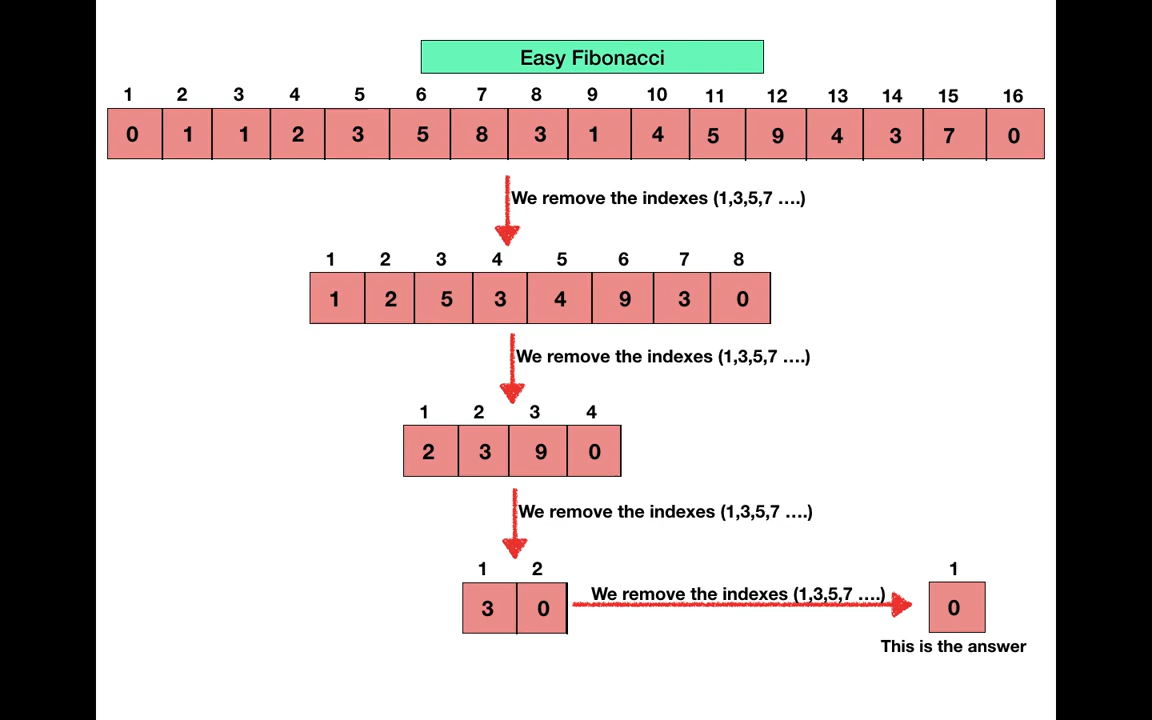 Easy Fibonacci
1 2 3 4 5 6 7 8 9 10 11 12 13 14 15 16
0 1 1 2 3 5 8 3 1 4 5 9 4 3 7 0
We remove the indexes (1,3,5,7 ....)
1 2 3 4 5 6 7 8
1 2 5 3 4 9 3 0
We remove the indexes (1,3,5,7 ....)
1 2 3 4
2 3 9 0
We remove the indexes (1,3,5,7 ....)
1 2
3 0
We remove the indexes (1,3,5,7 ....)
1
0
This is the answer